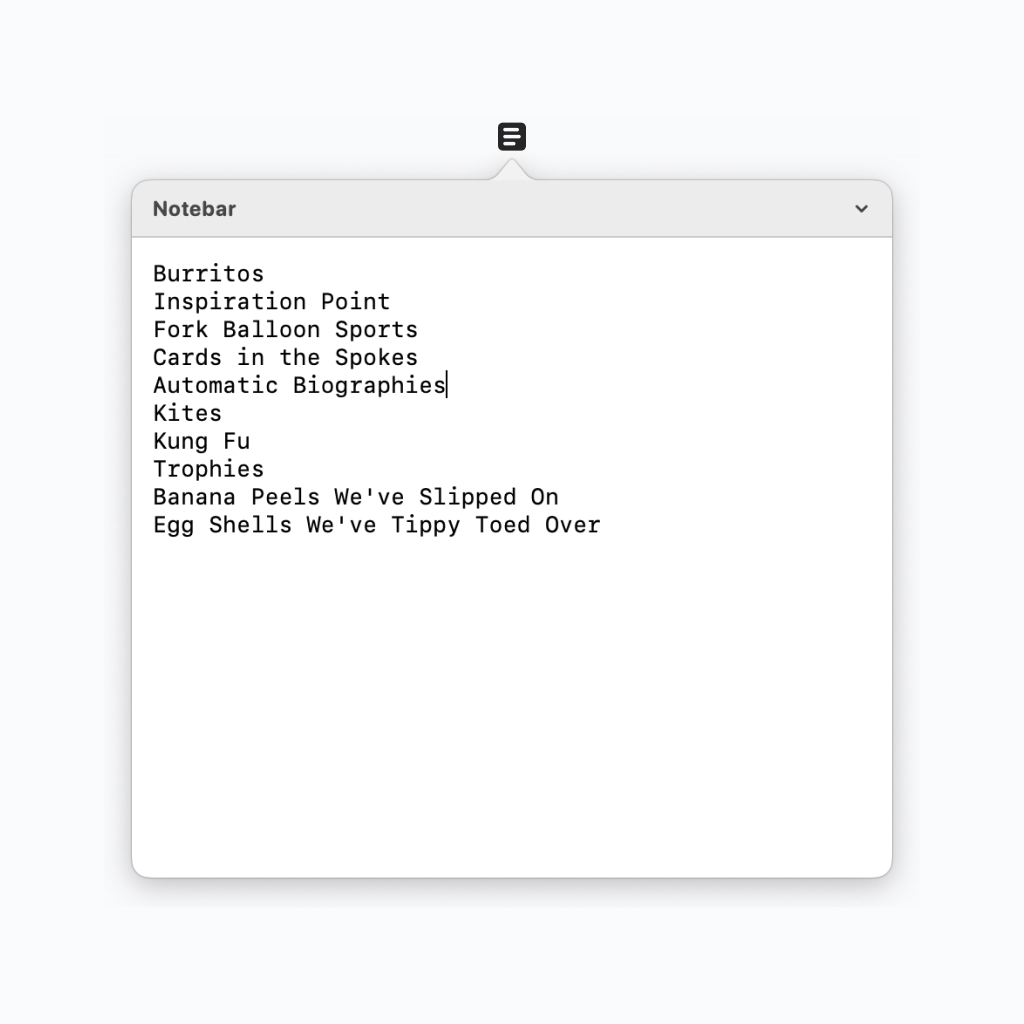 Notebar
Burritos
Inspiration Point
Fork Balloon Sports
Cards in the Spokes
Automatic Biographies
Kites
Kung Fu
Trophies
Banana Peels We've Slipped On
Egg Shells We've Tippy Toed Over